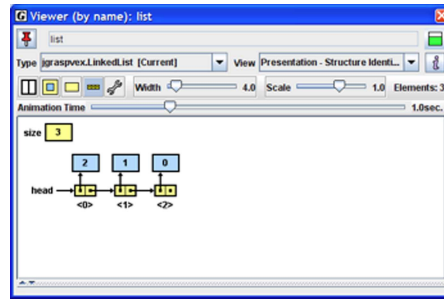 Viewer (by name): list
list
Type jgraspvex.LinkedList [Current] View Presentation - Structure Identi...
Width 4.0 Scale 1.0 Elements: 3
Animation Time 1.0sec.
size 3
2 1 0
head
<0> <1> <2>